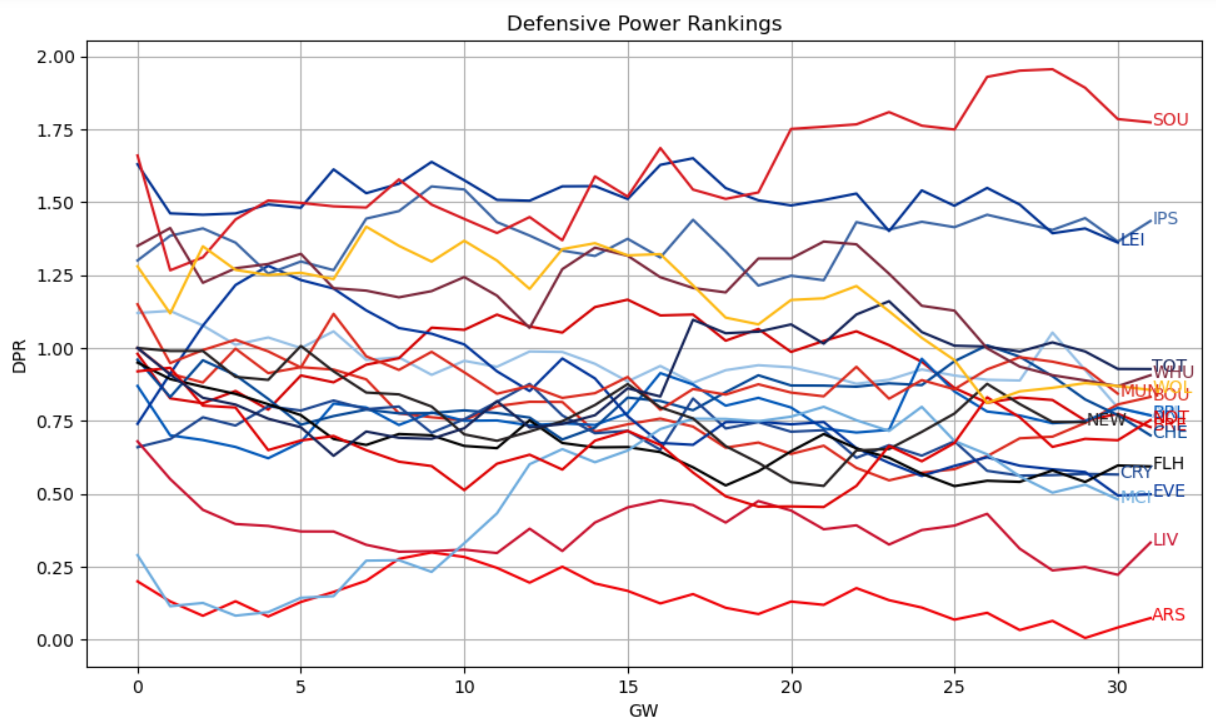 Defensive Power Rankings
DPR
2.00
1.75
1.50
1.25
1.00
0.75
0.50
0.25
0.00
SOU
IPS
LEI
TOT
WHU
WOL
MUN
BOU
NEW
CHE
FLH
CRY
EVE
MCI
LIV
ARS
0
5
10
15
20
25
30
GW